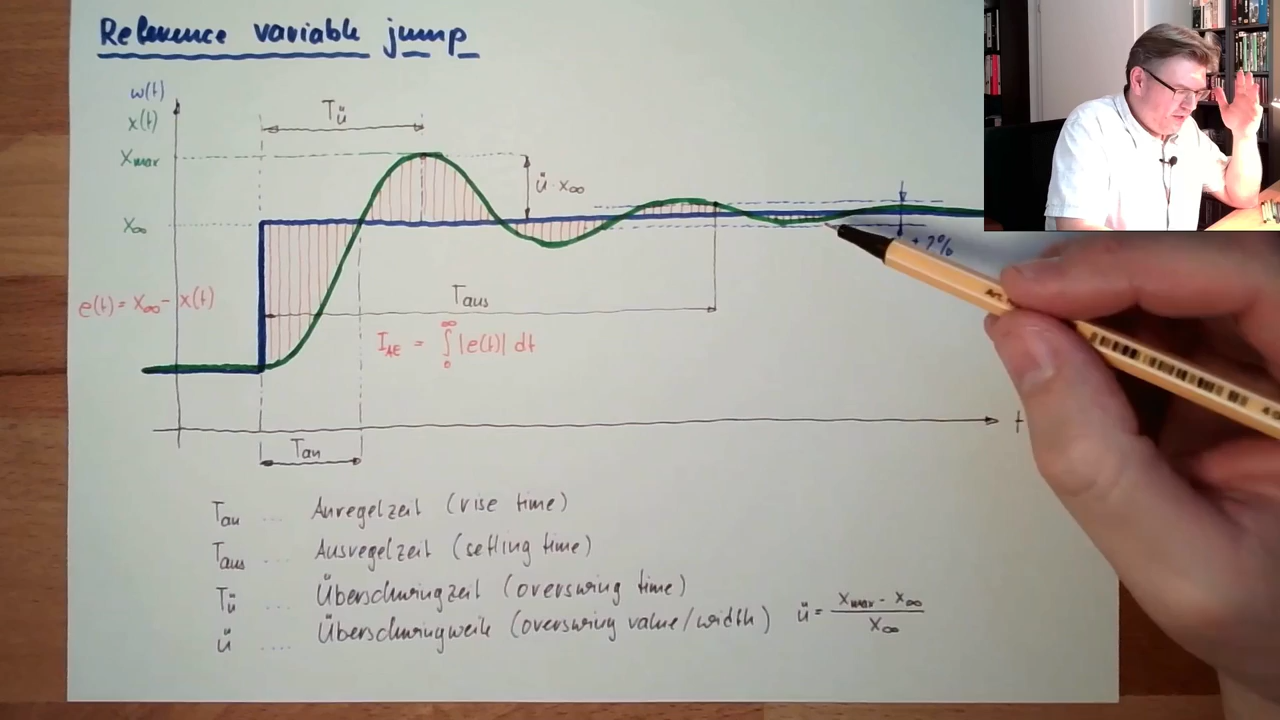 Reference variable jump
w(t)
x(t)
Tü
xmax
ü·x∞
x∞
± 2%
e(t) = x∞ - x(t)
Taus
IAE = ∫₀^∞ |e(t)| dt
t
Tan
Tan .... Anregelzeit (rise time)
Taus .... Ausregelzeit (settling time)
Tü .... Überschwingzeit (overswing time)
ü .... Überschwingweite (overswing value/width) ü = (xmax - x∞) / x∞